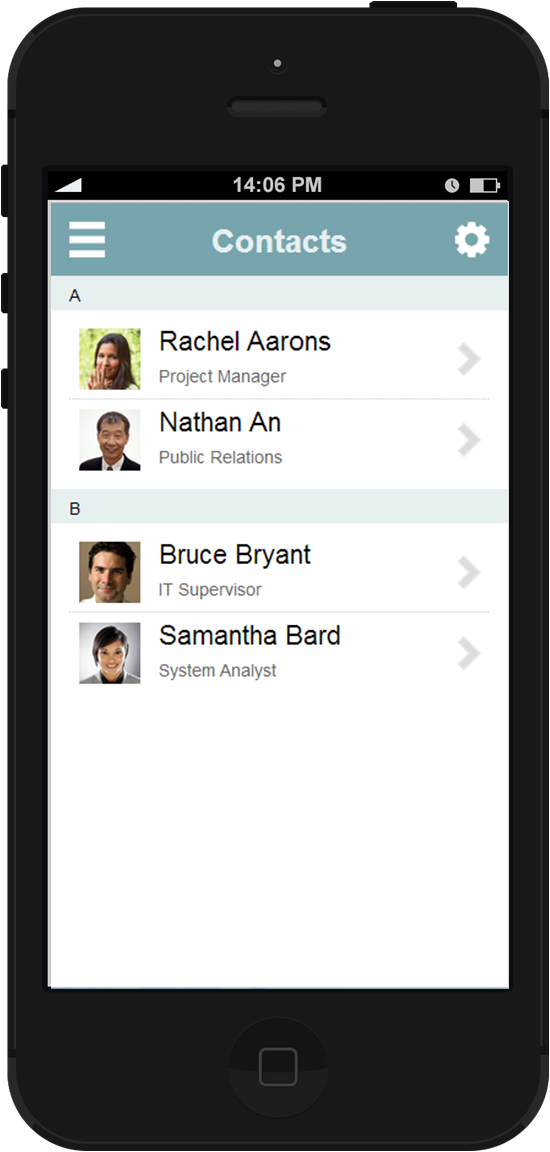 14:06 PM
Contacts
A
Rachel Aarons
Project Manager
Nathan An
Public Relations
B
Bruce Bryant
IT Supervisor
Samantha Bard
System Analyst